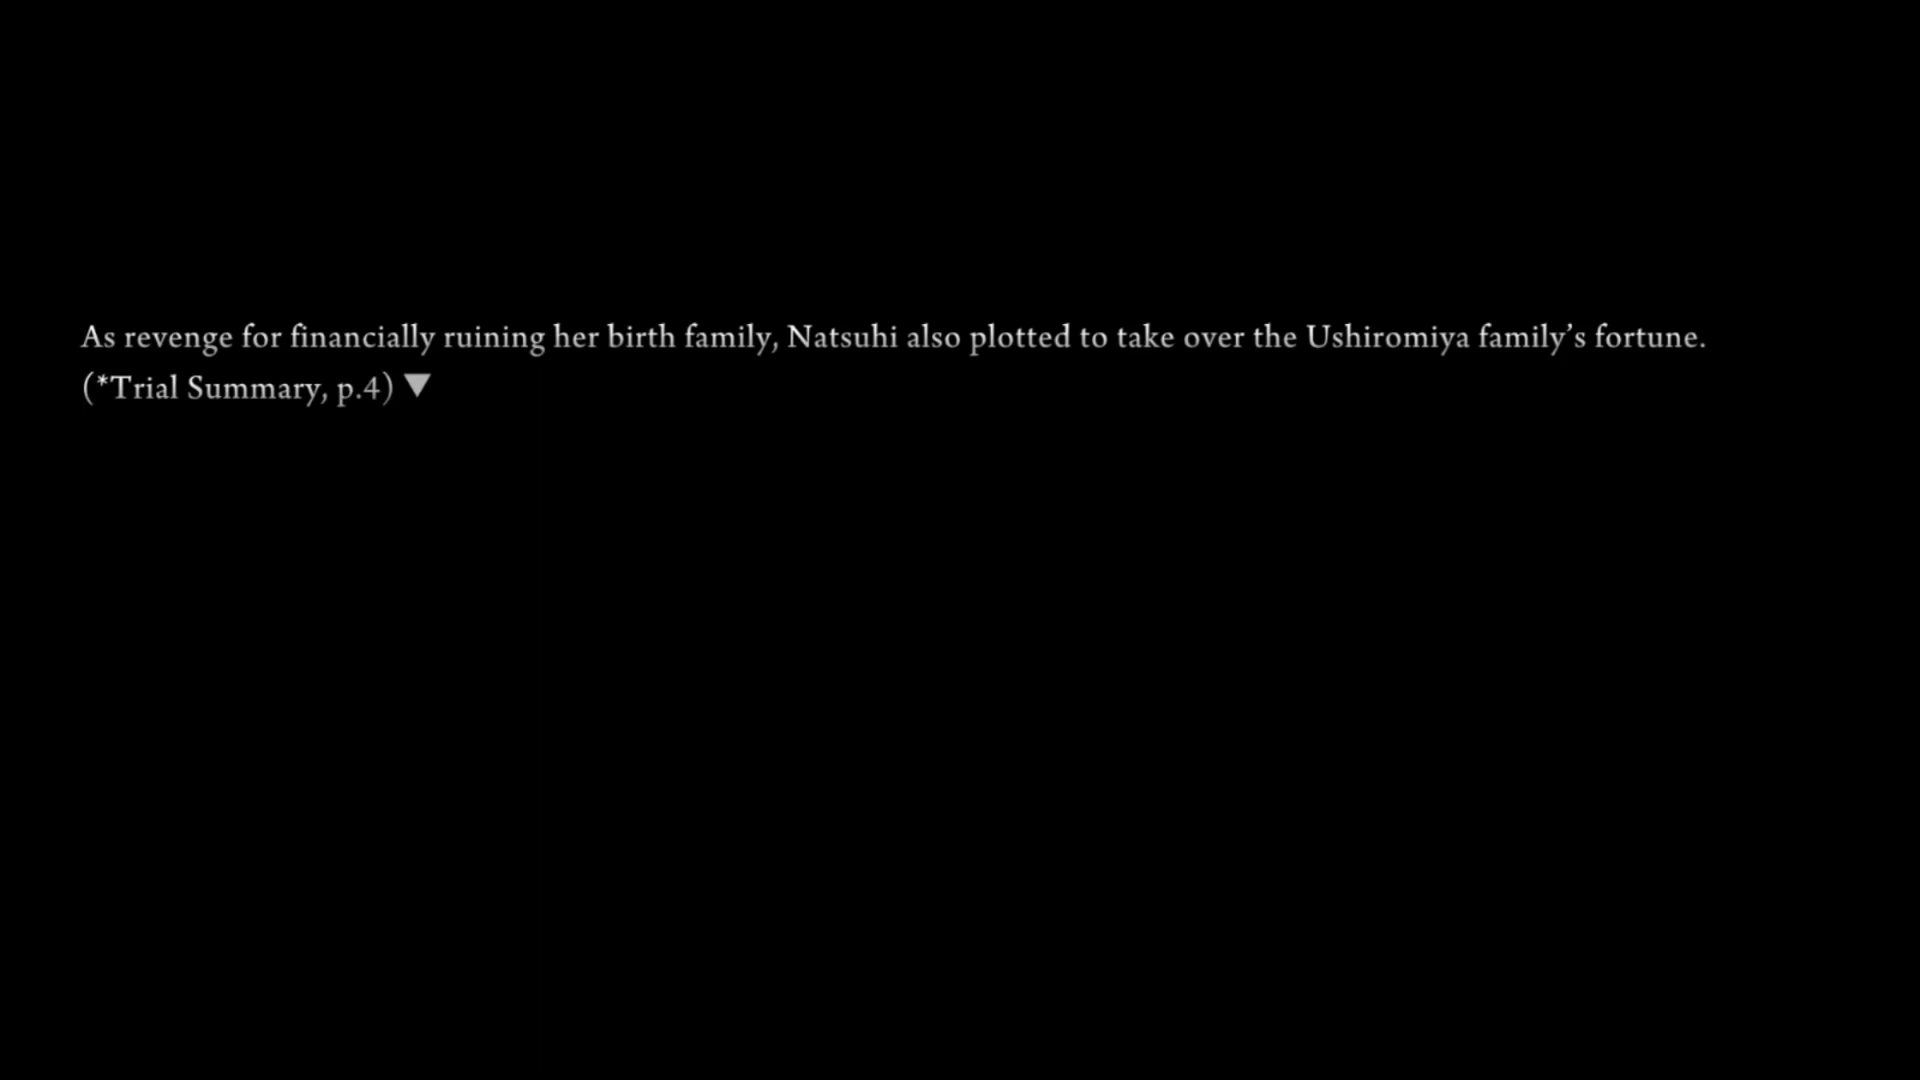 As revenge for financially ruining her birth family, Natsuhi also plotted to take over the Ushiromiya family’s fortune.
(*Trial Summary, p.4) ▼